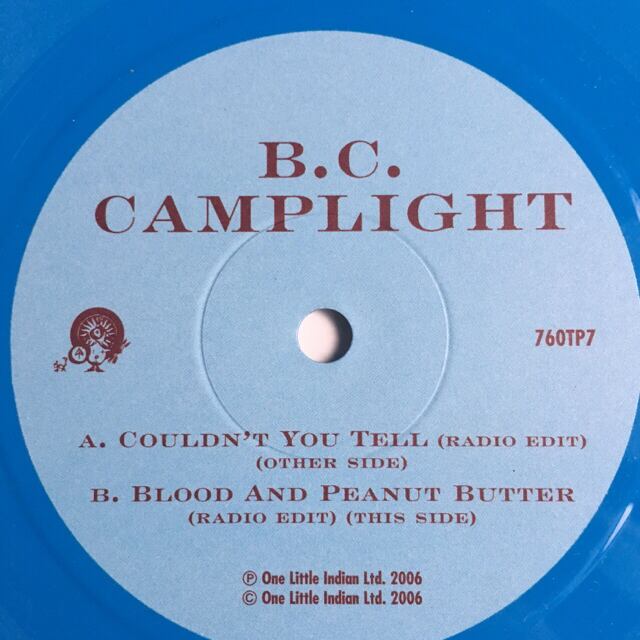 B.C.
CAMPLIGHT
760TP7
A. COULDN'T YOU TELL (RADIO EDIT)
(OTHER SIDE)
B. BLOOD AND PEANUT BUTTER
(RADIO EDIT) (THIS SIDE)
℗ One Little Indian Ltd. 2006
© One Little Indian Ltd. 2006